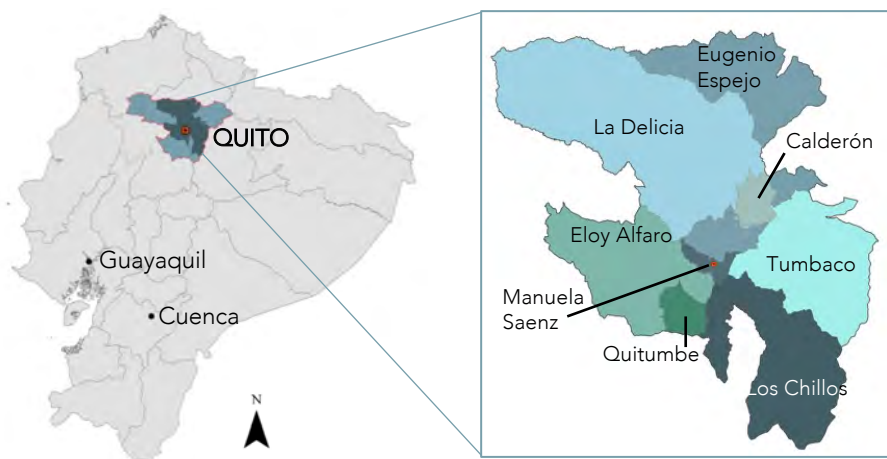 QUITO
Guayaquil
Cuenca
N
Eugenio
Espejo
La Delicia
Calderón
Eloy Alfaro
Tumbaco
Manuela
Saenz
Quitumbe
Los Chillos